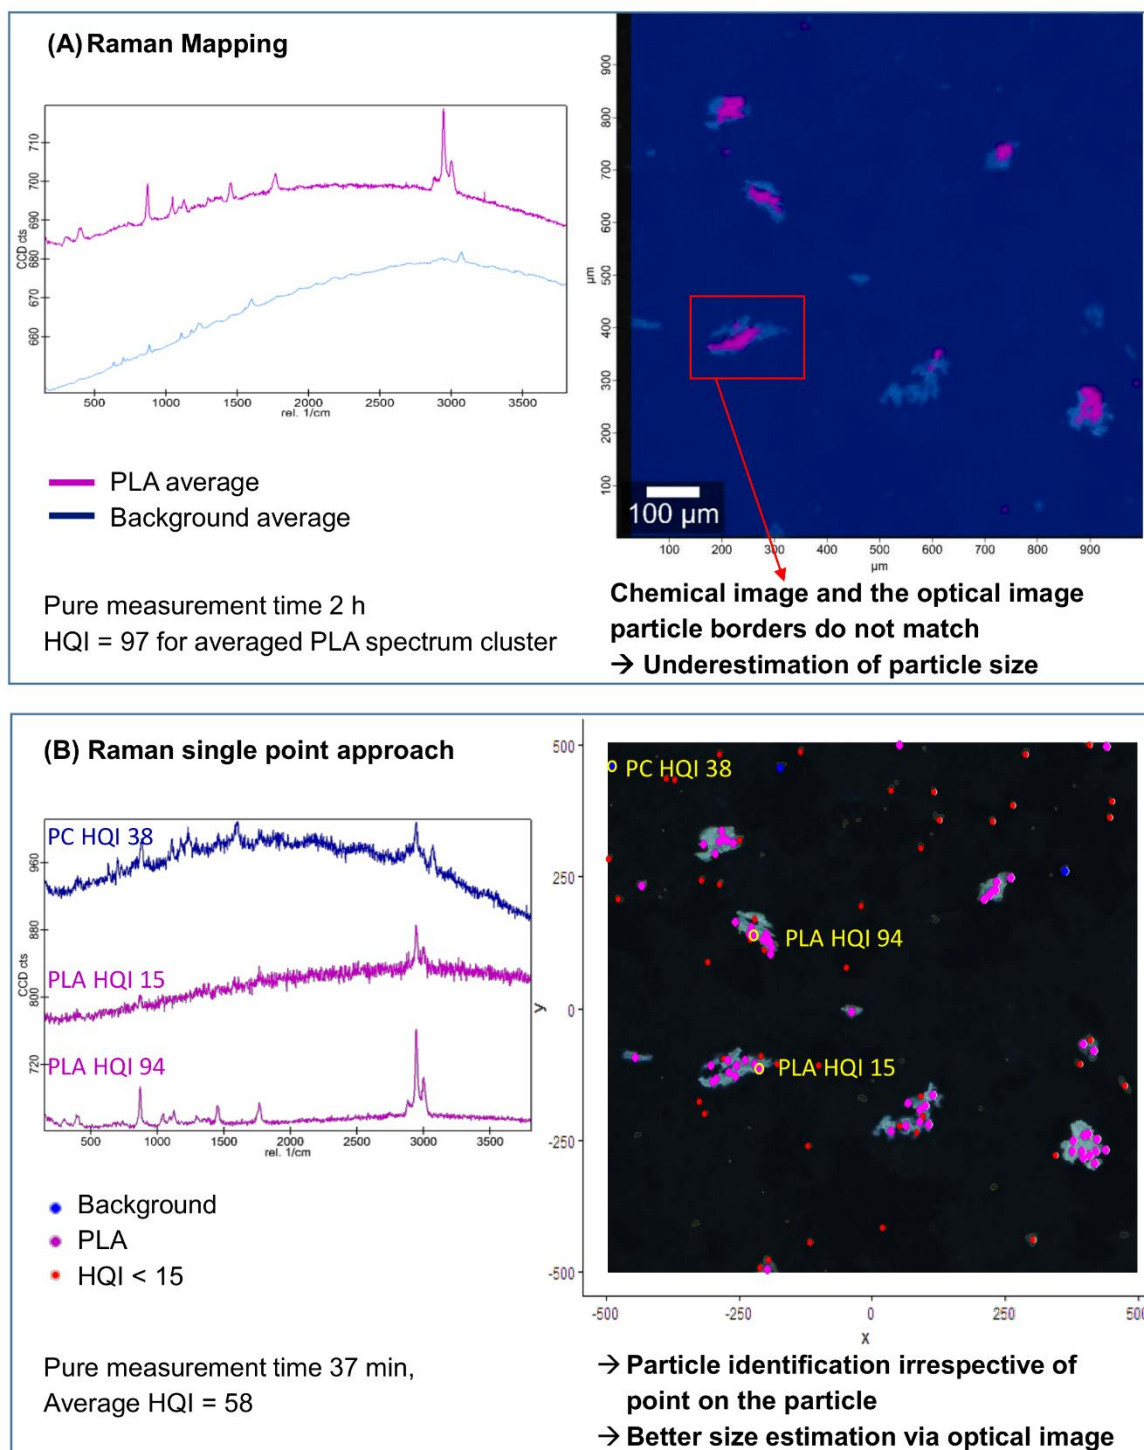 (A) Raman Mapping
710
700
690
680
670
660
CCD cts
500 1000 1500 2000 2500 3000 3500
rel. 1/cm
PLA average
Background average
Pure measurement time 2 h
HQI = 97 for averaged PLA spectrum cluster
900
800
700
600
500
400
300
200
100
µm
100 µm
100 200 300 400 500 600 700 800 900
µm
Chemical image and the optical image
particle borders do not match
→ Underestimation of particle size
(B) Raman single point approach
PC HQI 38
PLA HQI 15
PLA HQI 94
960
880
800
720
CCD cts
500 1000 1500 2000 2500 3000 3500
rel. 1/cm
Background
PLA
HQI < 15
Pure measurement time 37 min,
Average HQI = 58
500
250
0
-250
-500
y
PC HQI 38
PLA HQI 94
PLA HQI 15
-500 -250 0 250 500
x
→ Particle identification irrespective of
point on the particle
→ Better size estimation via optical image